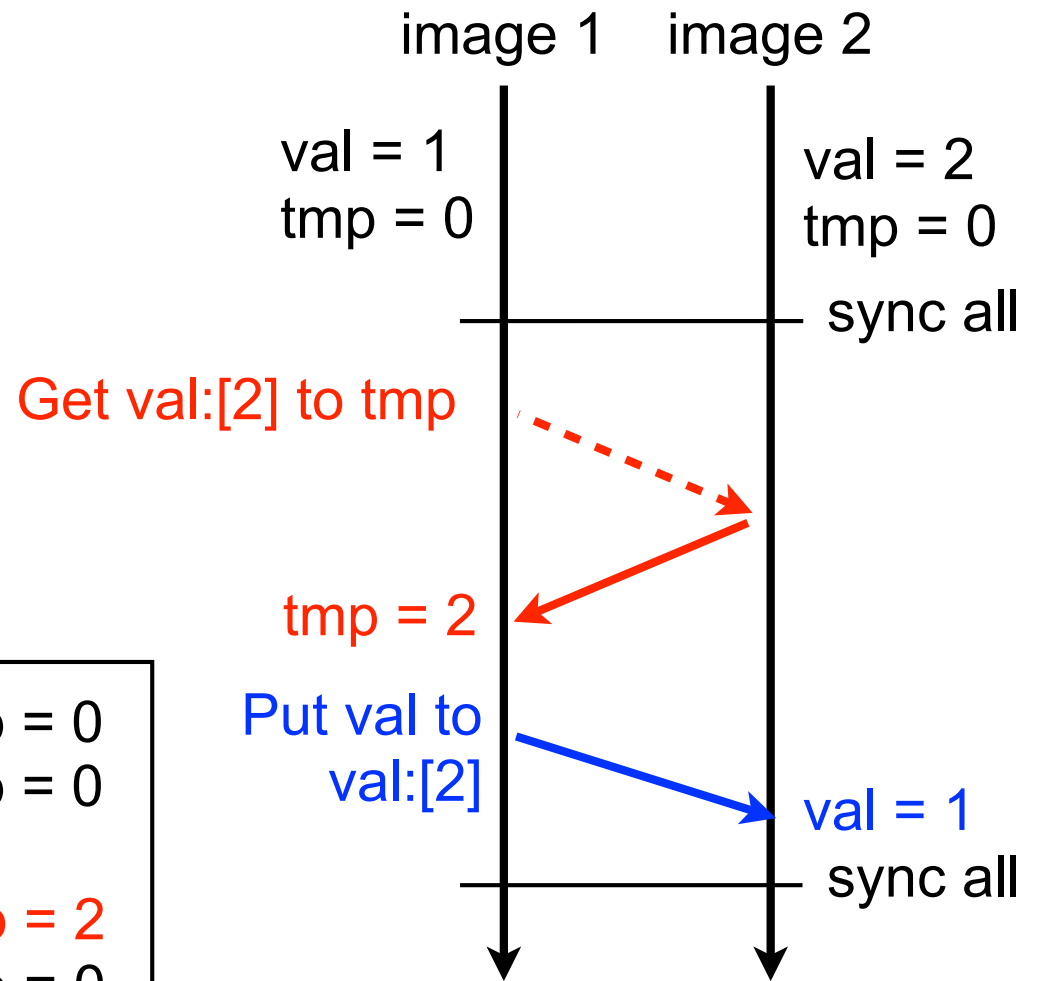 image 1 image 2
val = 1
tmp = 0
val = 2
tmp = 0
sync all
Get val:[2] to tmp
tmp = 2
Put val to
val:[2]
val = 1
sync all
= 0
= 0
= 2
= 0